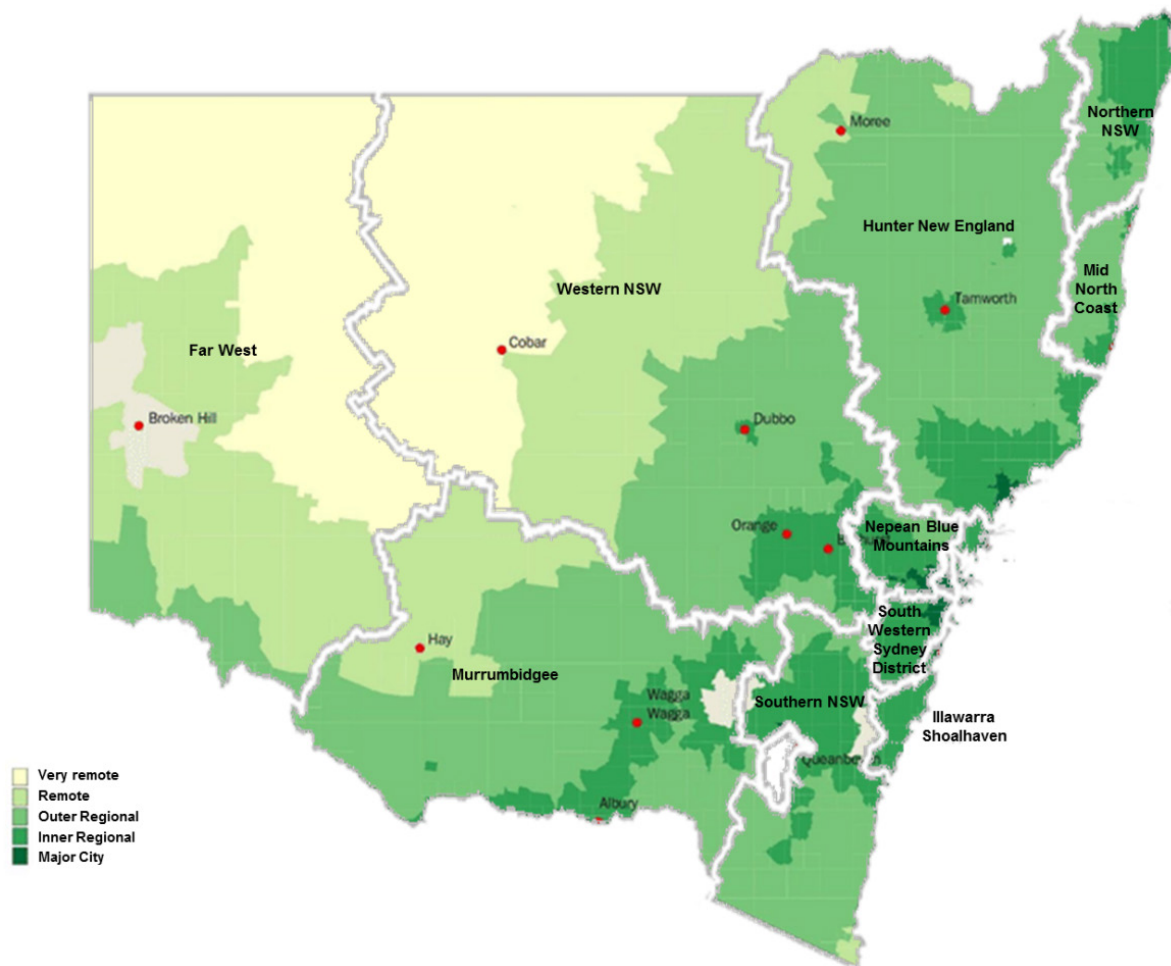 Northern
NSW
Moree
Hunter New England
Mid
North
Coast
Tamworth
Western NSW
Cobar
Far West
Broken Hill
Dubbo
Orange
Nepean Blue
Mountains
South
Western
Sydney
District
Hay
Murrumbidgee
Wagga
Wagga
Southern NSW
Illawarra
Shoalhaven
Albury
Very remote
Remote
Outer Regional
Inner Regional
Major City